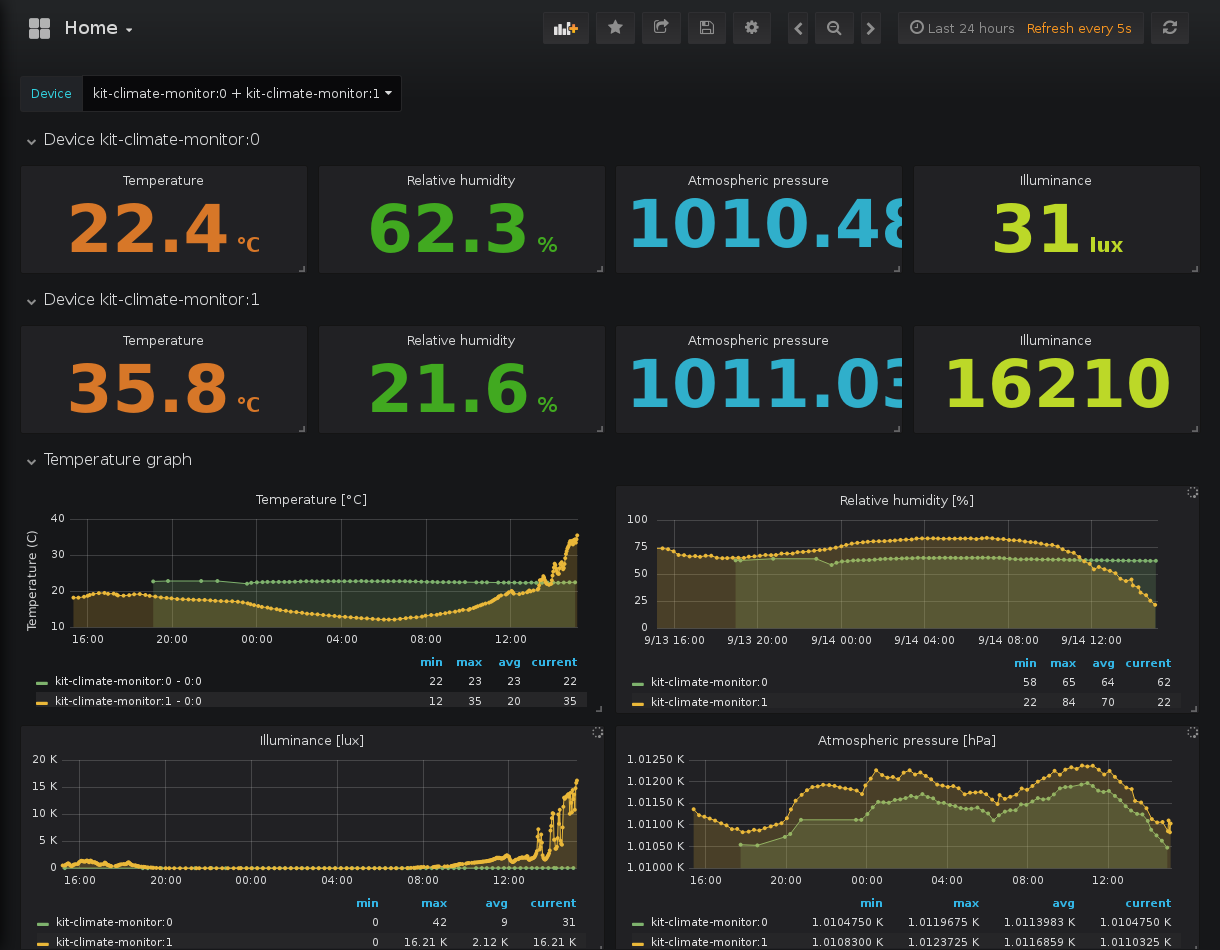 Home
Last 24 hours Refresh every 5s
Device kit-climate-monitor:0 + kit-climate-monitor:1
Device kit-climate-monitor:0
Temperature Relative humidity Atmospheric pressure Illuminance
22.4 °C 62.3 % 1010.48 31 lux
Device kit-climate-monitor:1
Temperature Relative humidity Atmospheric pressure Illuminance
35.8 °C 21.6 % 1011.03 16210
Temperature graph
Temperature [°C]
Temperature (C)
40
30
20
10
16:00 20:00 00:00 04:00 08:00 12:00
min max avg current
kit-climate-monitor:0 - 0:0 22 23 23 22
kit-climate-monitor:1 - 0:0 12 35 20 35
Relative humidity [%]
100
75
50
25
0
9/13 16:00 9/13 20:00 9/14 00:00 9/14 04:00 9/14 08:00 9/14 12:00
min max avg current
kit-climate-monitor:0 58 65 64 62
kit-climate-monitor:1 22 84 70 22
Illuminance [lux]
20 K
15 K
10 K
5 K
0
16:00 20:00 00:00 04:00 08:00 12:00
min max avg current
kit-climate-monitor:0 0 42 9 31
kit-climate-monitor:1 0 16.21 K 2.12 K 16.21 K
Atmospheric pressure [hPa]
1.01250 K
1.01200 K
1.01150 K
1.01100 K
1.01050 K
1.01000 K
16:00 20:00 00:00 04:00 08:00 12:00
min max avg current
kit-climate-monitor:0 1.0104750 K 1.0119675 K 1.0113983 K 1.0104750 K
kit-climate-monitor:1 1.0108300 K 1.0123725 K 1.0116859 K 1.0110325 K